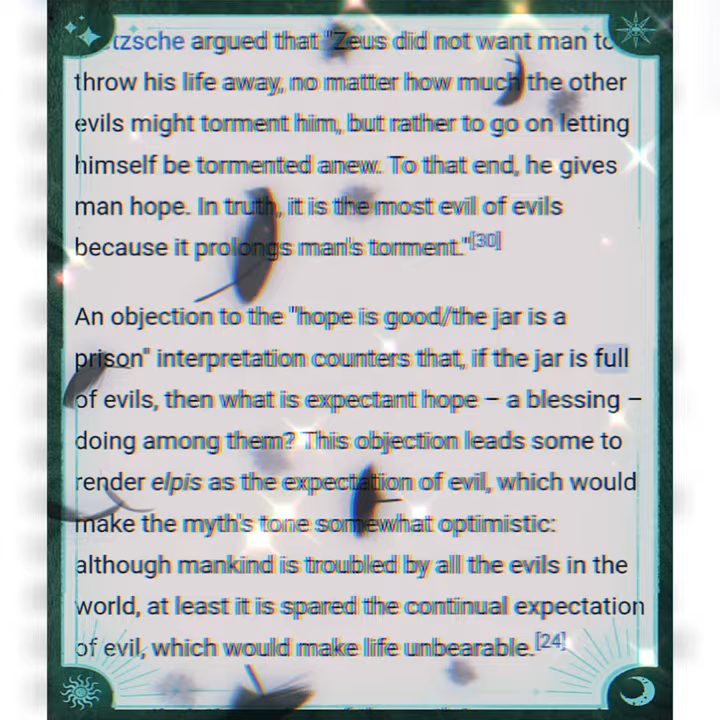 tzsche argued that "Zeus did not want man to
throw his life away, no matter how much the other
evils might torment him, but rather to go on letting
himself be tormented anew. To that end, he gives
man hope. In truth, it is the most evil of evils
because it prolongs man's torment."[30]
An objection to the "hope is good/the jar is a
prison" interpretation counters that, if the jar is full
of evils, then what is expectant hope – a blessing –
doing among them? This objection leads some to
render elpis as the expectation of evil, which would
make the myth's tone somewhat optimistic:
although mankind is troubled by all the evils in the
world, at least it is spared the continual expectation
of evil, which would make life unbearable.[24]